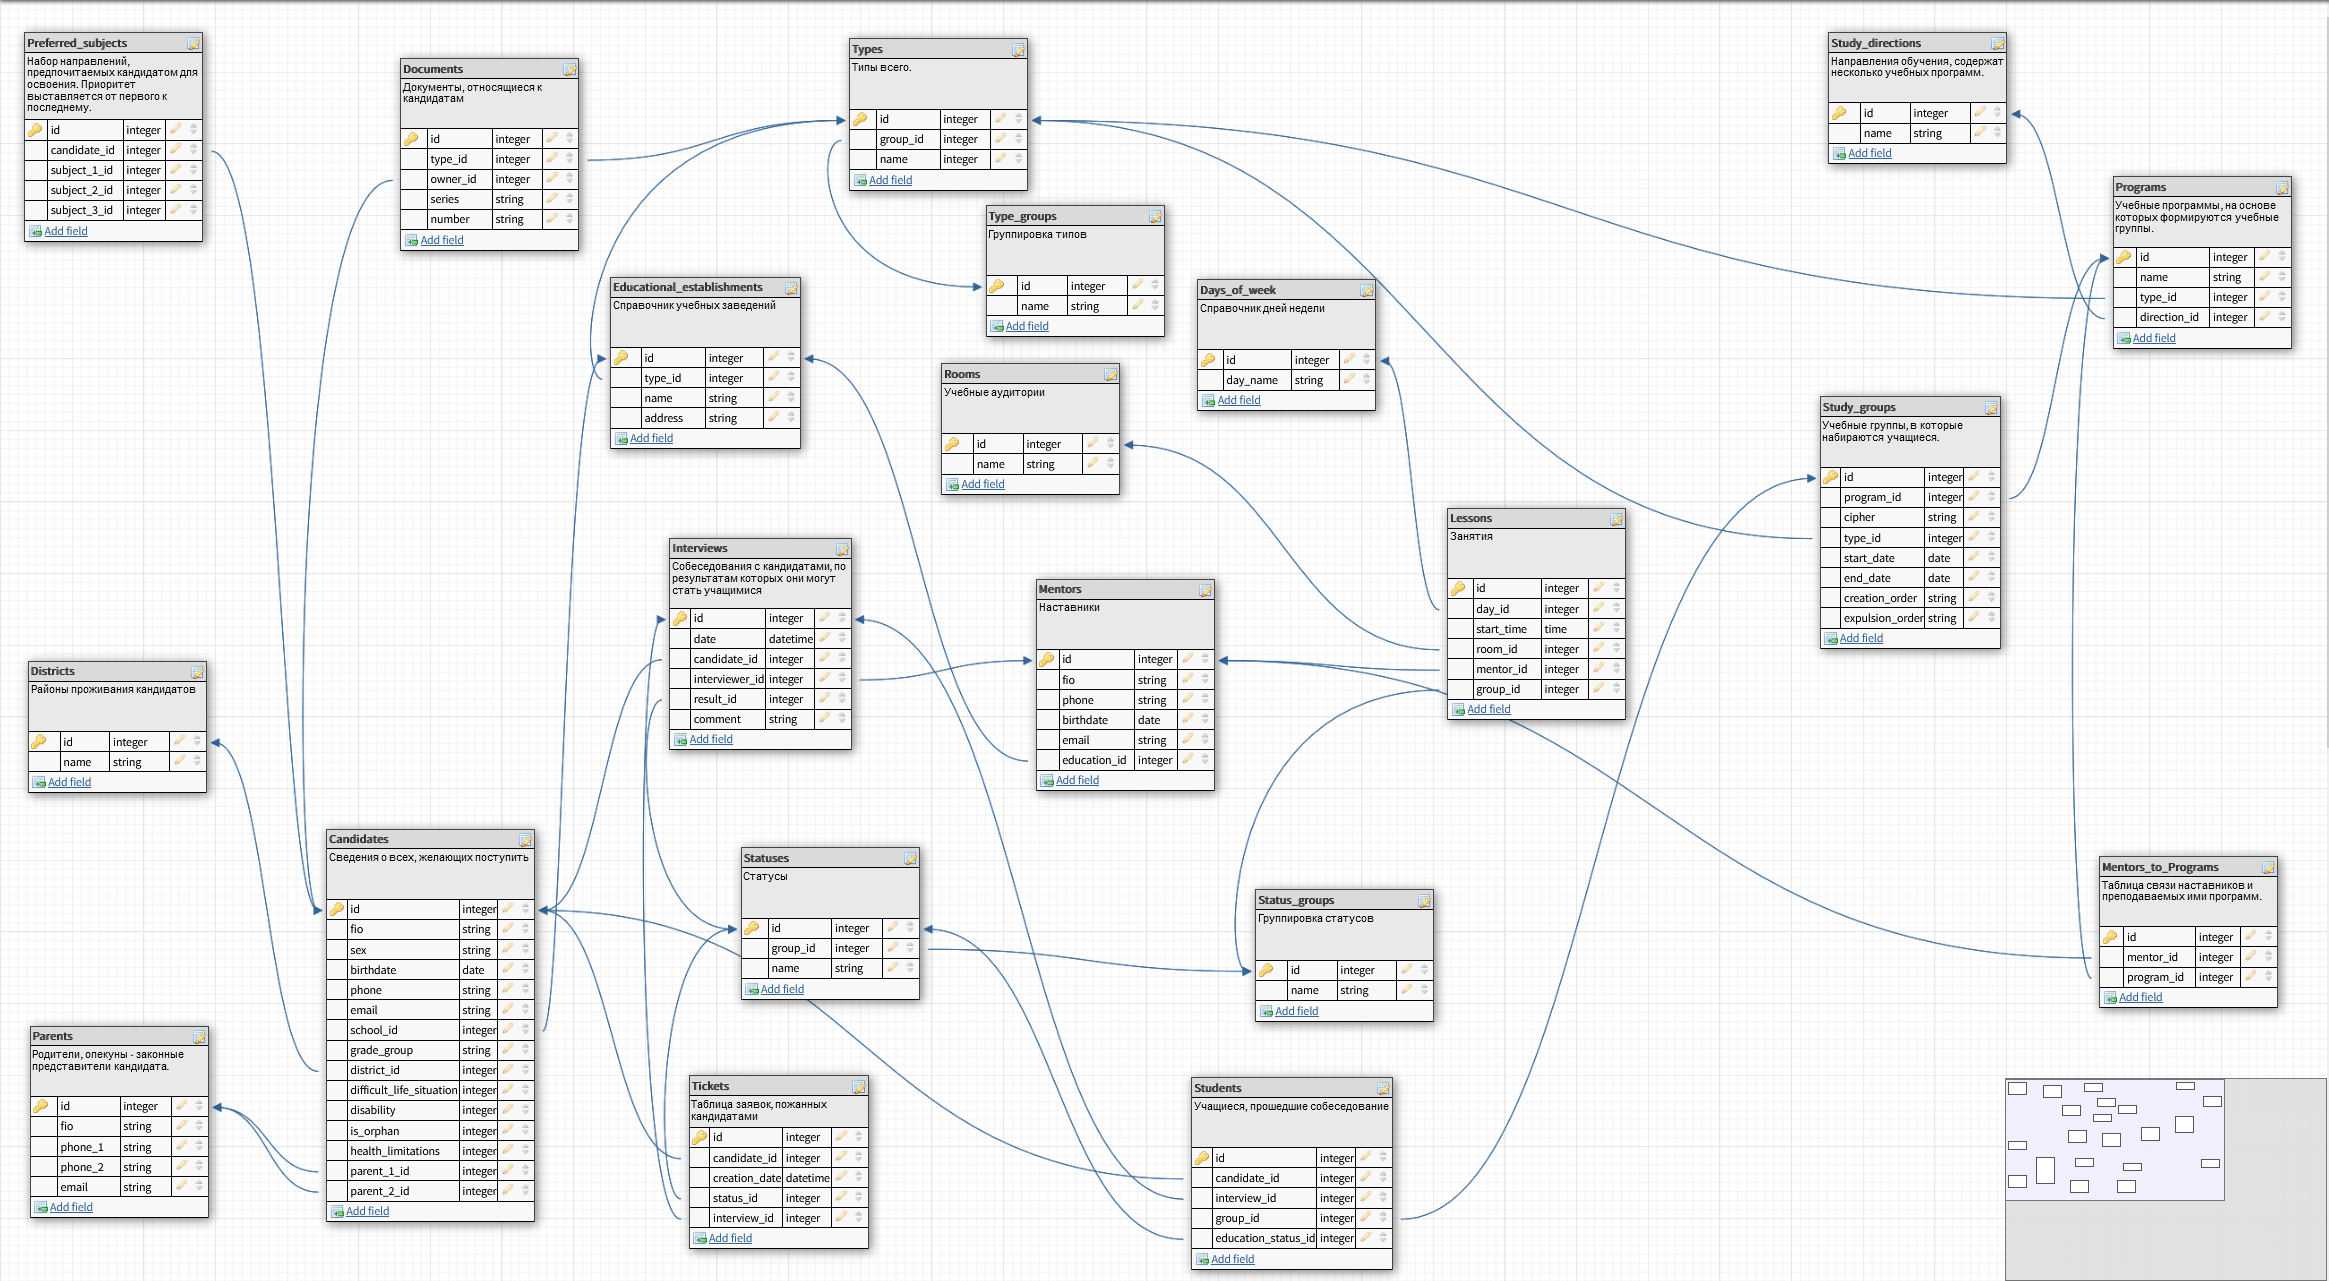 Preferred_subjects
Набор направлений,
предпочитаемых кандидатом для
освоения. Приоритет
выставляется от первого к
последнему.
id integer
candidate_id integer
subject_1_id integer
subject_2_id integer
subject_3_id integer
Add field
Documents
Документы, относящиеся к
кандидатам
id integer
type_id integer
owner_id integer
series string
number string
Add field
Types
Типы всего.
id integer
group_id integer
name integer
Add field
Study_directions
Направления обучения, содержат
несколько учебных программ.
id integer
name string
Add field
Programs
Учебные программы, на основе
которых формируются учебные
группы.
id integer
name string
type_id integer
direction_id integer
Add field
Type_groups
Группировка типов
id integer
name string
Add field
Educational_establishments
Справочник учебных заведений
id integer
type_id integer
name string
address string
Add field
Days_of_week
Справочник дней недели
id integer
day_name string
Add field
Rooms
Учебные аудитории
id integer
name string
Add field
Study_groups
Учебные группы, в которые
набираются учащиеся.
id integer
program_id integer
cipher string
type_id integer
start_date date
end_date date
creation_order string
expulsion_order string
Add field
Lessons
Занятия
id integer
day_id integer
start_time time
room_id integer
mentor_id integer
group_id integer
Add field
Interviews
Собеседования с кандидатами, по
результатам которых они могут
стать учащимися
id integer
date datetime
candidate_id integer
interviewer_id integer
result_id integer
comment string
Add field
Mentors
Наставники
id integer
fio string
phone string
birthdate date
email string
education_id integer
Add field
Districts
Районы проживания кандидатов
id integer
name string
Add field
Candidates
Сведения о всех, желающих поступить
id integer
fio string
sex string
birthdate date
phone string
email string
school_id integer
grade_group string
district_id integer
difficult_life_situation integer
disability integer
is_orphan integer
health_limitations integer
parent_1_id integer
parent_2_id integer
Add field
Statuses
Статусы
id integer
group_id integer
name string
Add field
Status_groups
Группировка статусов
id integer
name string
Add field
Mentors_to_Programs
Таблица связи наставников и
преподаваемых ими программ.
id integer
mentor_id integer
program_id integer
Add field
Parents
Родители, опекуны - законные
представители кандидата.
id integer
fio string
phone_1 string
phone_2 string
email string
Add field
Tickets
Таблица заявок, пожанных
кандидатами
id integer
candidate_id integer
creation_date datetime
status_id integer
interview_id integer
Add field
Students
Учащиеся, прошедшие собеседование
id integer
candidate_id integer
interview_id integer
group_id integer
education_status_id integer
Add field